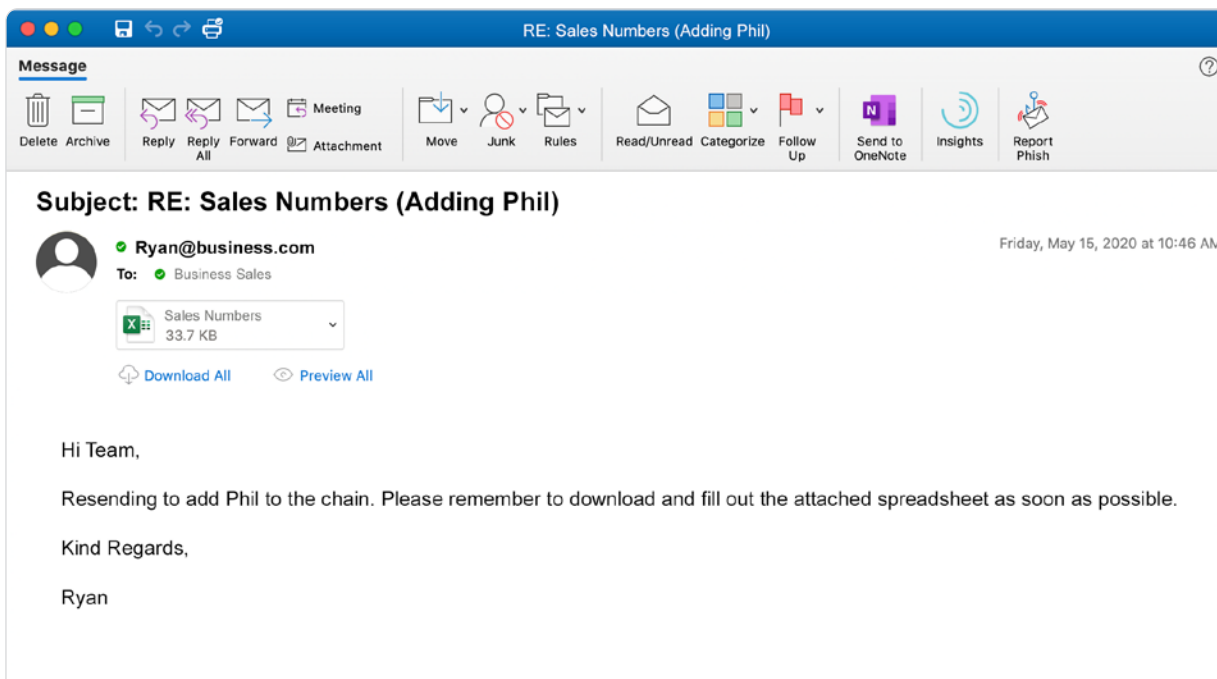 RE: Sales Numbers (Adding Phil)
Message
Delete Archive Reply Reply All Forward Meeting Attachment Move Junk Rules Read/Unread Categorize Follow Up Send to OneNote Insights Report Phish
Subject: RE: Sales Numbers (Adding Phil)
Ryan@business.com
Friday, May 15, 2020 at 10:46 AM
To: Business Sales
Sales Numbers
33.7 KB
Download All Preview All
Hi Team,
Resending to add Phil to the chain. Please remember to download and fill out the attached spreadsheet as soon as possible.
Kind Regards,
Ryan